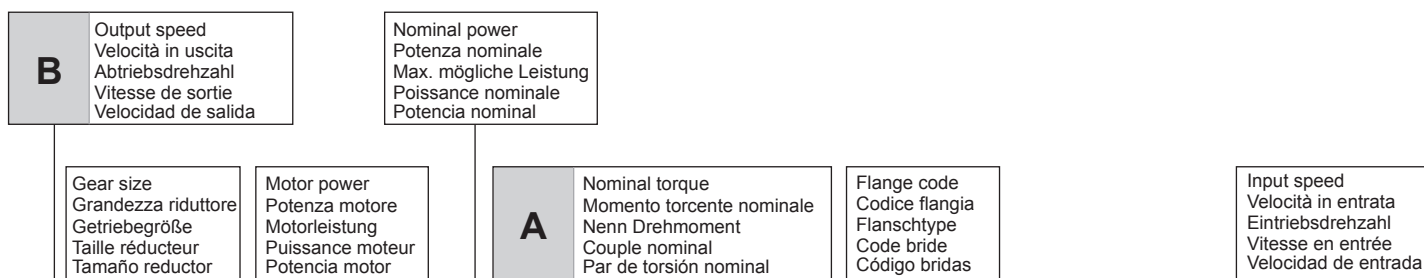 B
Output speed
Velocità in uscita
Abtriebsdrehzahl
Vitesse de sortie
Velocidad de salida
Nominal power
Potenza nominale
Max. mögliche Leistung
Poissance nominale
Potencia nominal
Gear size
Grandezza riduttore
Getriebegröße
Taille réducteur
Tamaño reductor
Motor power
Potenza motore
Motorleistung
Puissance moteur
Potencia motor
A
Nominal torque
Momento torcente nominale
Nenn Drehmoment
Couple nominal
Par de torsión nominal
Flange code
Codice flangia
Flanschtype
Code bride
Código bridas
Input speed
Velocità in entrata
Eintriebsdrehzahl
Vitesse en entrée
Velocidad de entrada